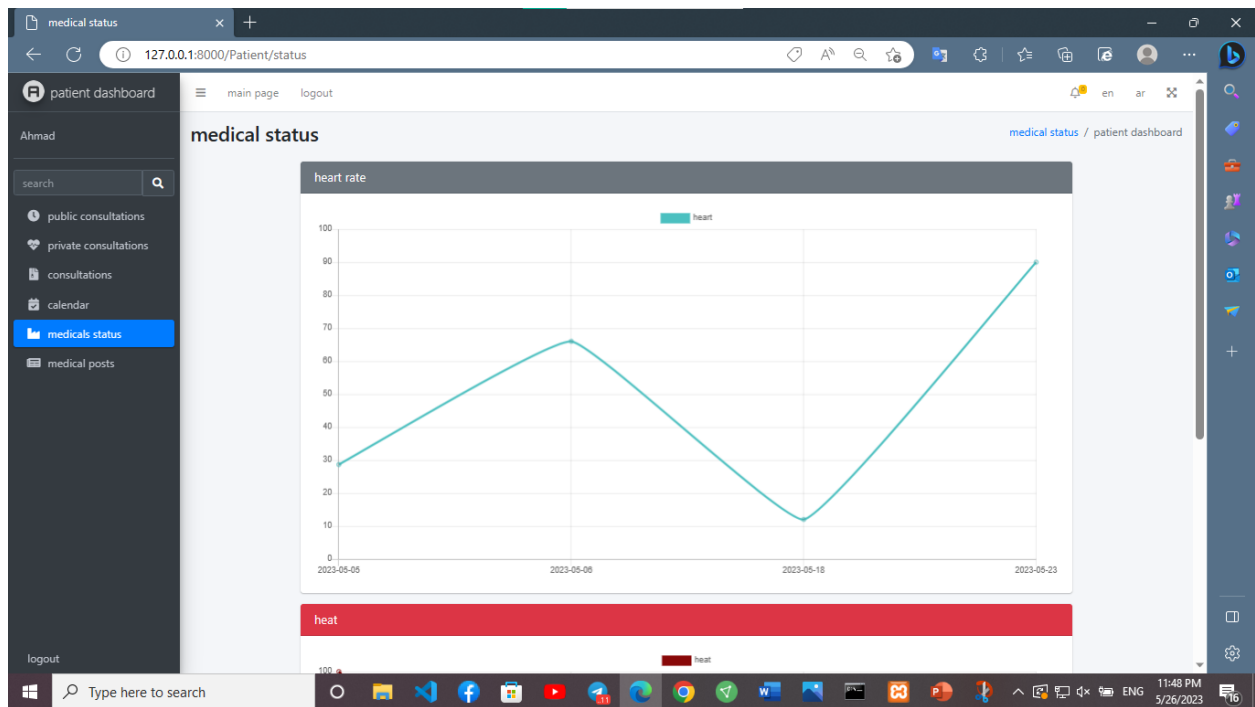 medical status
127.0.0.1:8000/Patient/status
patient dashboard
main page logout
en ar
Ahmad
medical status
medical status / patient dashboard
search
public consultations
private consultations
consultations
calendar
medicals status
medical posts
logout
heart rate
heart
100
90
80
70
60
50
40
30
20
10
0
2023-05-05 2023-05-06 2023-05-18 2023-05-23
heat
heat
100
Type here to search
11
ENG
11:48 PM
5/26/2023
16